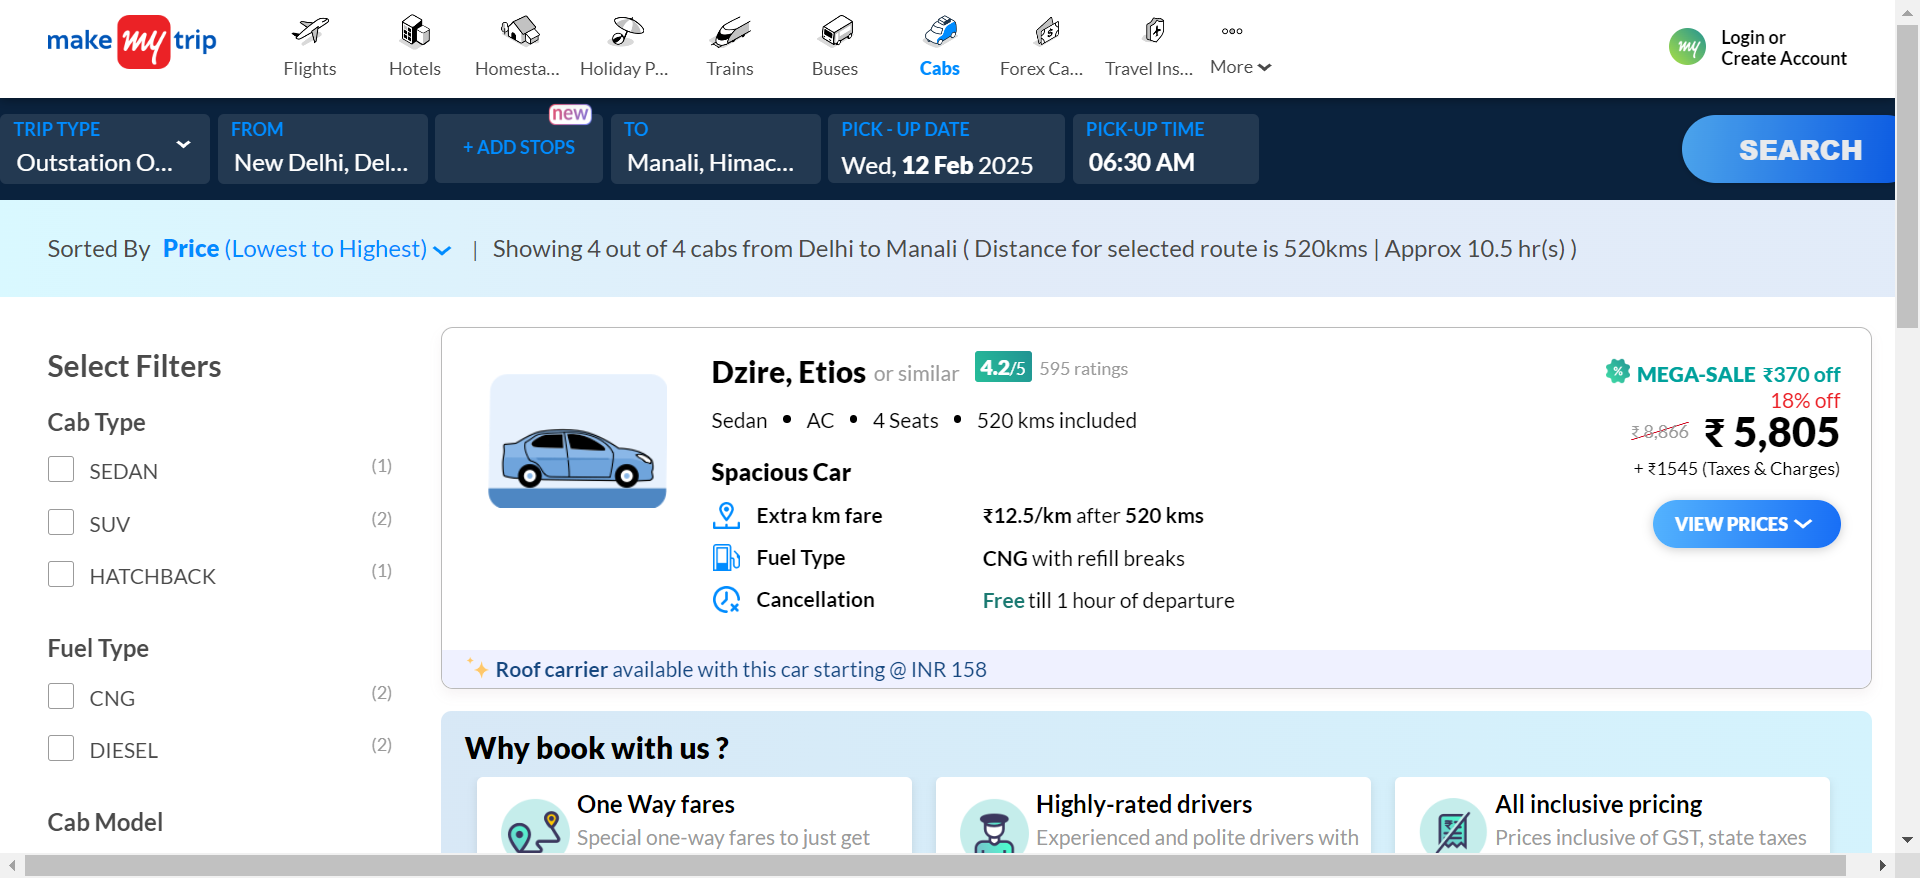 make my trip
Flights
Hotels
Homesta...
Holiday P...
Trains
Buses
Cabs
Forex Ca...
Travel Ins...
More
my
Login or
Create Account
TRIP TYPE
Outstation O...
FROM
New Delhi, Del...
new
+ ADD STOPS
TO
Manali, Himac...
PICK - UP DATE
Wed, 12 Feb 2025
PICK-UP TIME
06:30 AM
SEARCH
Sorted By Price (Lowest to Highest) | Showing 4 out of 4 cabs from Delhi to Manali ( Distance for selected route is 520kms | Approx 10.5 hr(s) )
Select Filters
Cab Type
SEDAN (1)
SUV (2)
HATCHBACK (1)
Fuel Type
CNG (2)
DIESEL (2)
Cab Model
Dzire, Etios or similar 4.2/5 595 ratings
Sedan • AC • 4 Seats • 520 kms included
Spacious Car
Extra km fare ₹12.5/km after 520 kms
Fuel Type CNG with refill breaks
Cancellation Free till 1 hour of departure
% MEGA-SALE ₹370 off
18% off
₹ 8,866 ₹ 5,805
+ ₹1545 (Taxes & Charges)
VIEW PRICES
Roof carrier available with this car starting @ INR 158
Why book with us ?
One Way fares
Special one-way fares to just get
Highly-rated drivers
Experienced and polite drivers with
All inclusive pricing
Prices inclusive of GST, state taxes